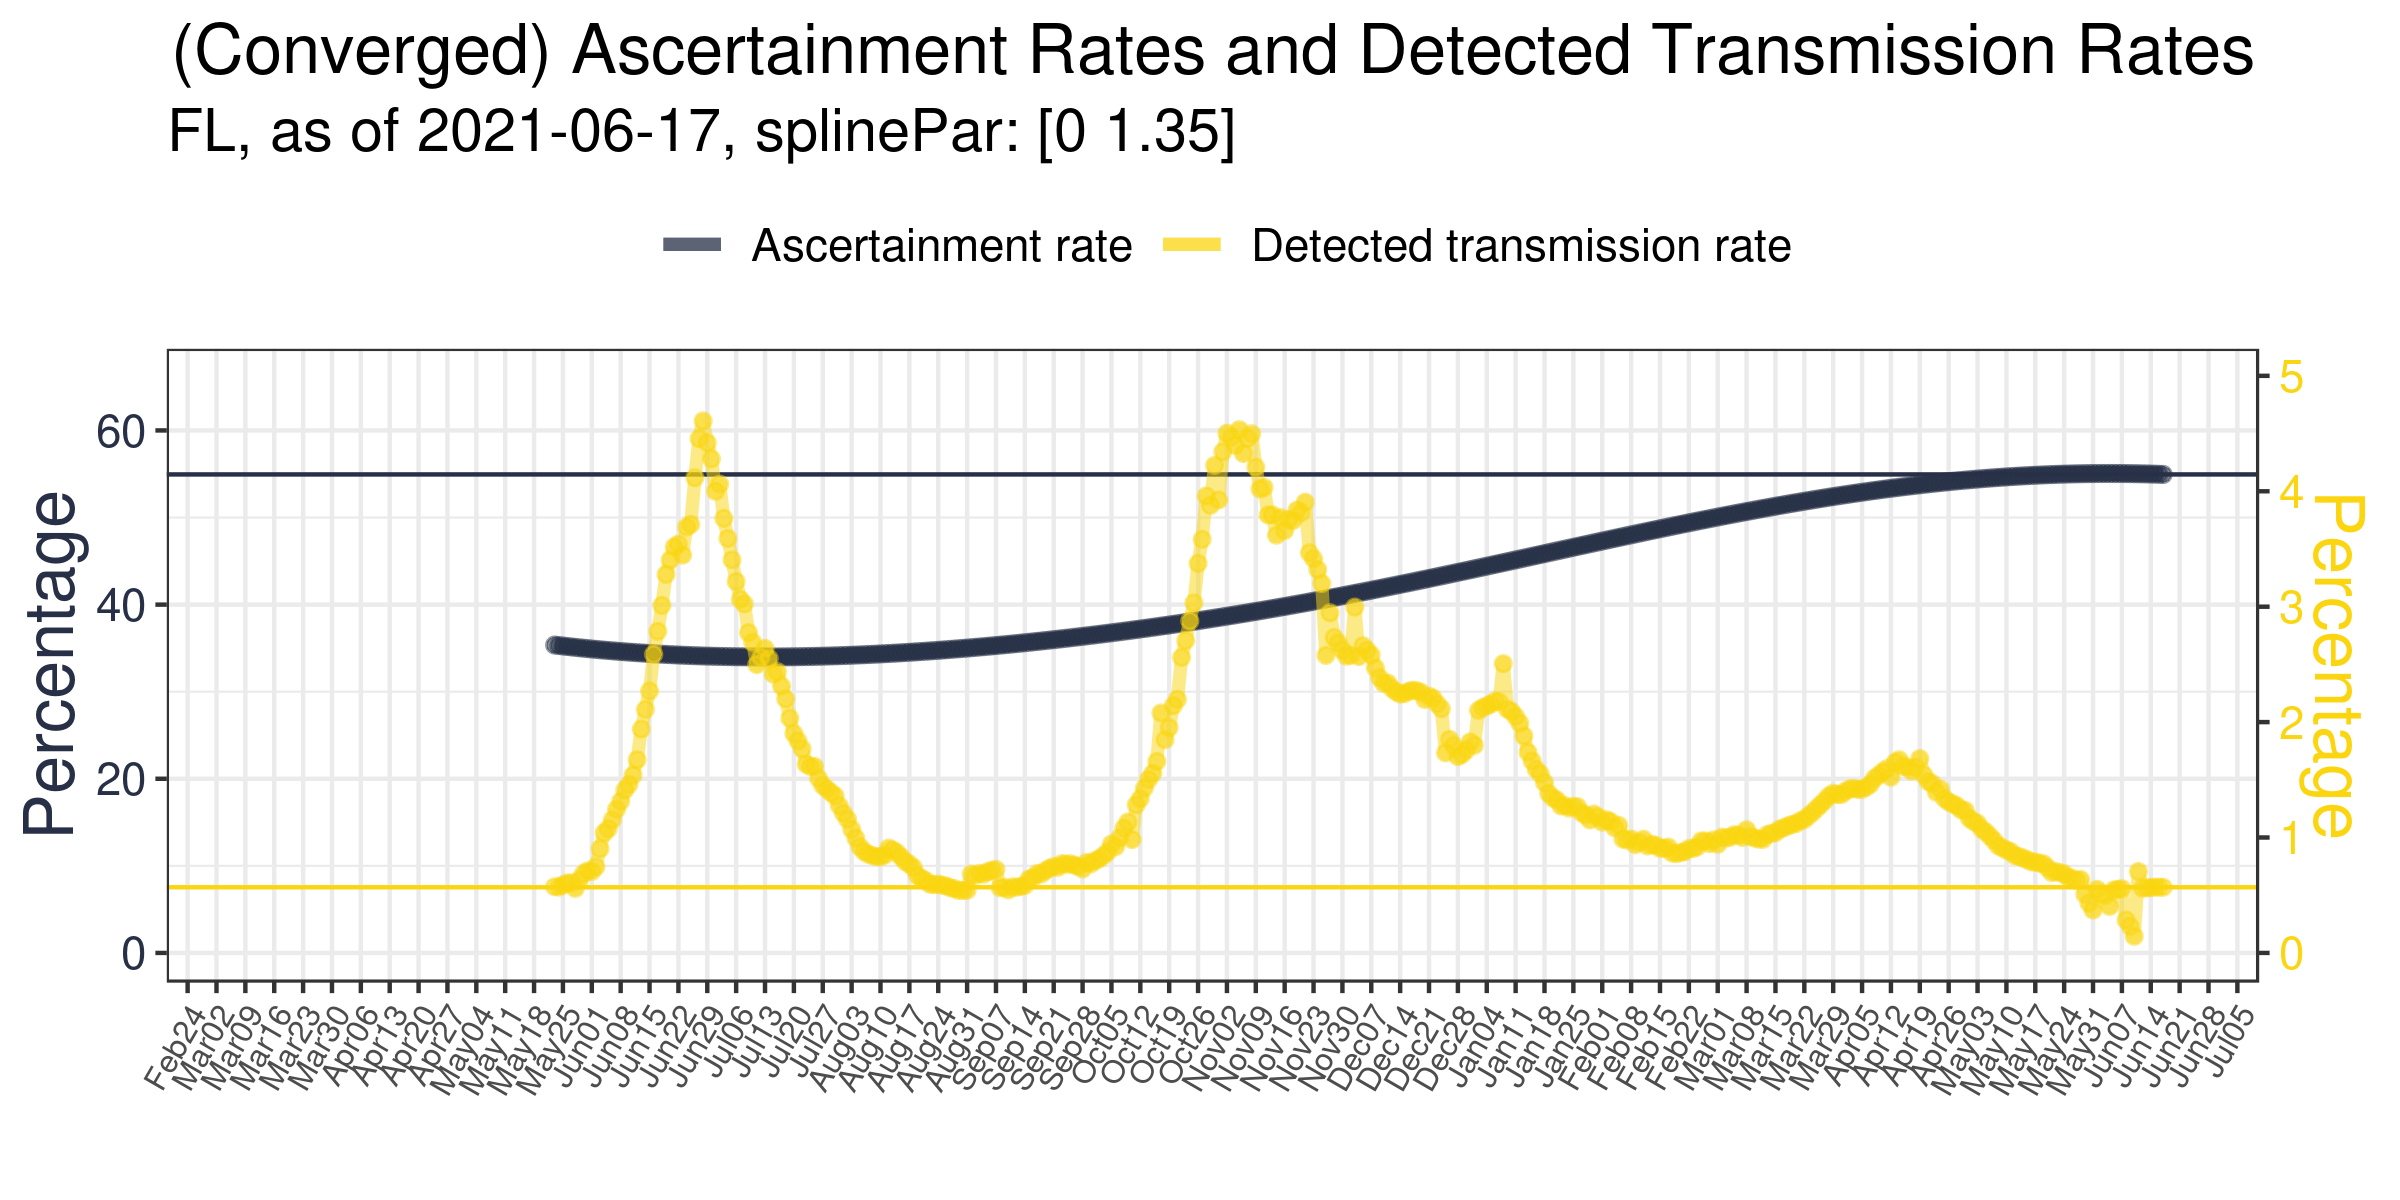 (Converged) Ascertainment Rates and Detected Transmission Rates
FL, as of 2021-06-17, splinePar: [0 1.35]
Ascertainment rate
Detected transmission rate
Percentage
60
40
20
0
5
4
3
2
1
0
Percentage
Feb24
Mar02
Mar09
Mar16
Mar23
Mar30
Apr06
Apr13
Apr20
Apr27
May04
May11
May18
May25
Jun01
Jun08
Jun15
Jun22
Jun29
Jul06
Jul13
Jul20
Jul27
Aug03
Aug10
Aug17
Aug24
Aug31
Sep07
Sep14
Sep21
Sep28
Oct05
Oct12
Oct19
Oct26
Nov02
Nov09
Nov16
Nov23
Nov30
Dec07
Dec14
Dec21
Dec28
Jan04
Jan11
Jan18
Jan25
Feb01
Feb08
Feb15
Feb22
Mar01
Mar08
Mar15
Mar22
Mar29
Apr05
Apr12
Apr19
Apr26
May03
May10
May17
May24
May31
Jun07
Jun14
Jun21
Jun28
Jul05